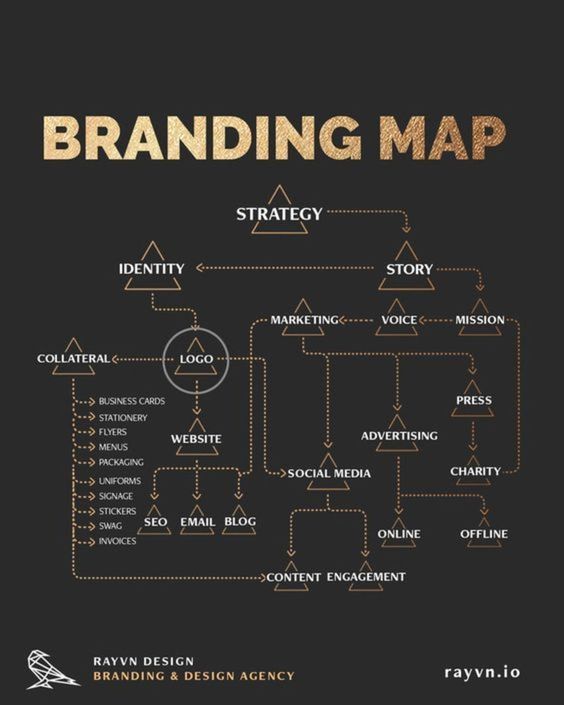 BRANDING MAP
STRATEGY
IDENTITY
STORY
MARKETING
VOICE
MISSION
COLLATERAL
LOGO
BUSINESS CARDS
STATIONERY
FLYERS
MENUS
PACKAGING
UNIFORMS
SIGNAGE
STICKERS
SWAG
INVOICES
WEBSITE
SEO
EMAIL
BLOG
PRESS
ADVERTISING
SOCIAL MEDIA
CHARITY
ONLINE
OFFLINE
CONTENT
ENGAGEMENT
RAYVN DESIGN
BRANDING & DESIGN AGENCY
rayvn.io